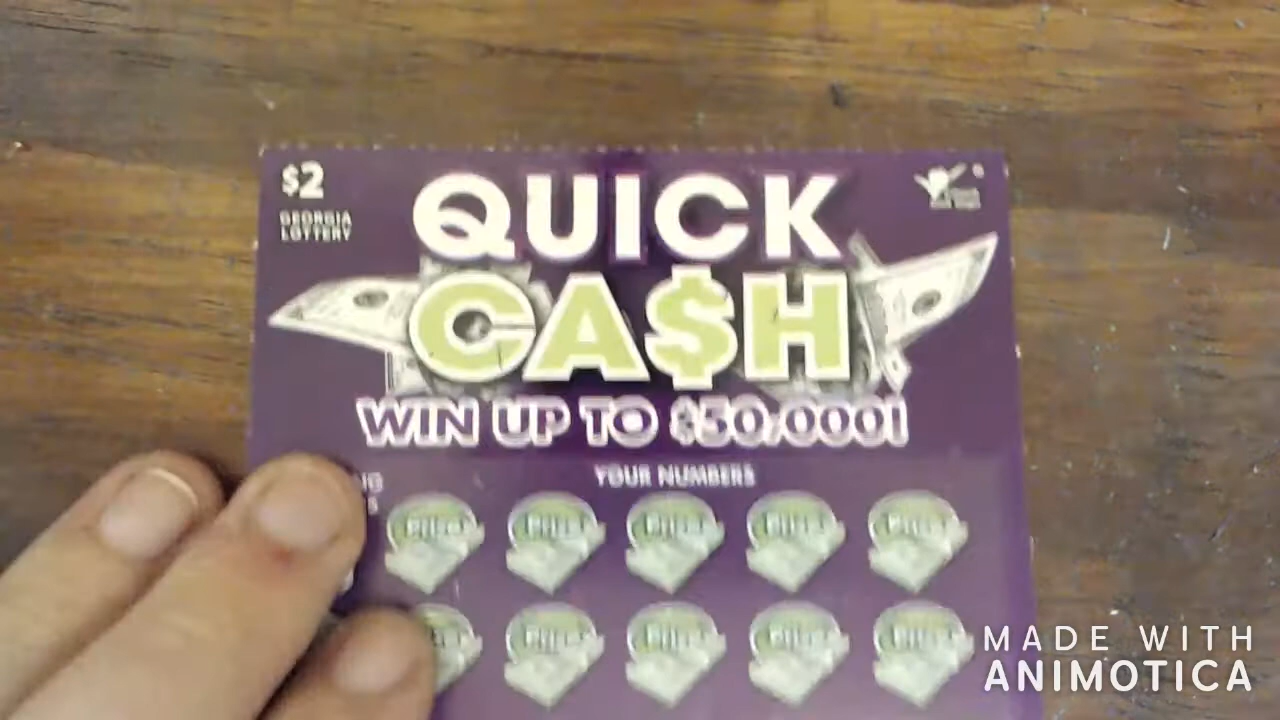 $2
GEORGIA
LOTTERY
QUICK
CA$H
WIN UP TO $50,000!
YOUR NUMBERS
MADE WITH
ANIMOTICA